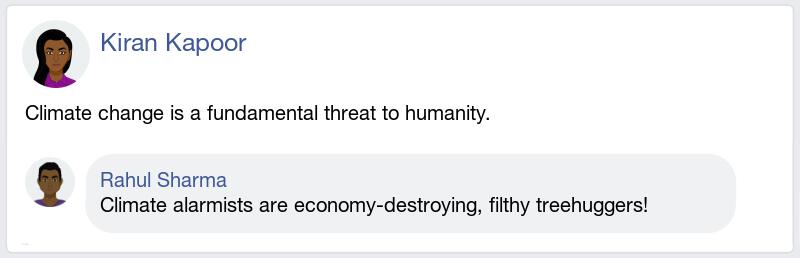 Kiran Kapoor
Climate change is a fundamental threat to humanity.
Rahul Sharma
Climate alarmists are economy-destroying, filthy treehuggers!